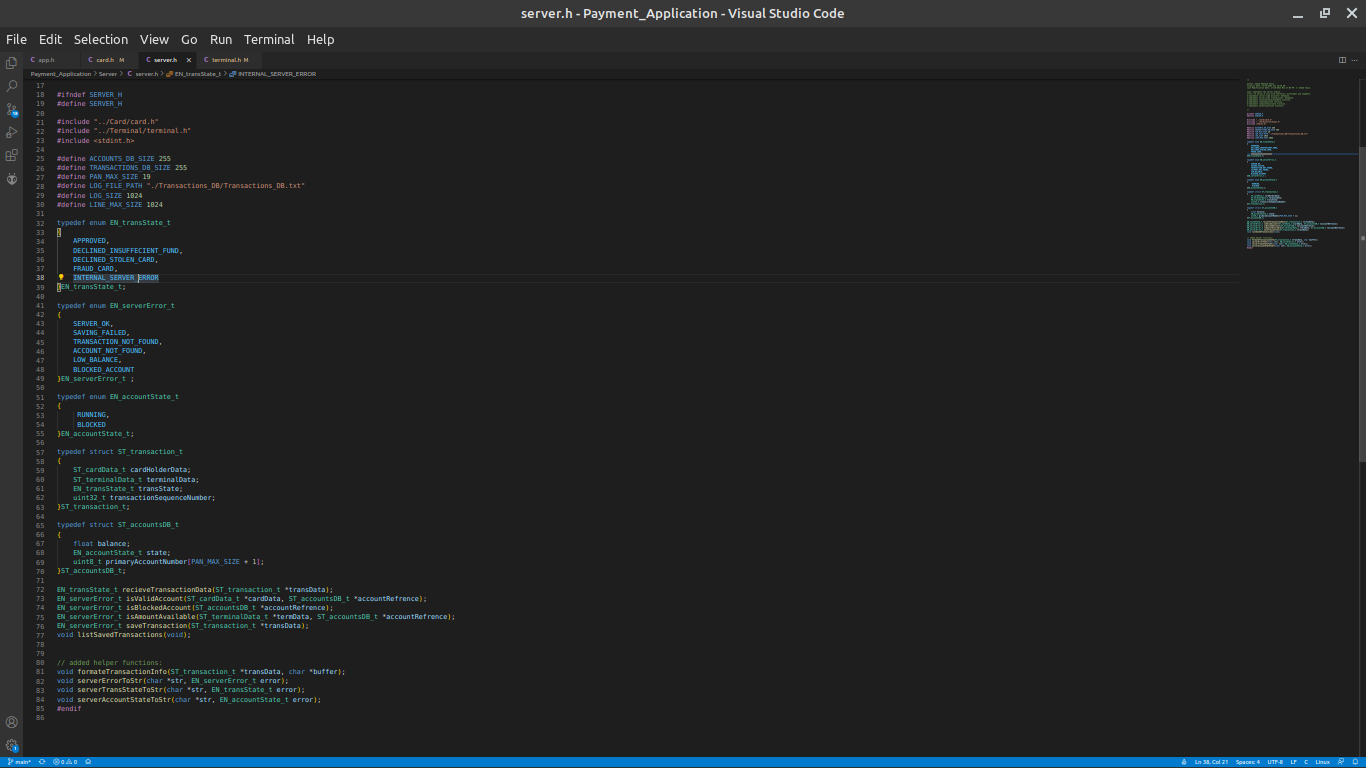 server.h - Payment_Application - Visual Studio Code
File Edit Selection View Go Run Terminal Help
app.h card.h M server.h terminal.h M
Payment_Application > Server > server.h > EN_transState_t > INTERNAL_SERVER_ERROR
17
18 #ifndef SERVER_H
19 #define SERVER_H
20
21 #include "../Card/card.h"
22 #include "../Terminal/terminal.h"
23 #include <stdint.h>
24
25 #define ACCOUNTS_DB_SIZE 255
26 #define TRANSACTIONS_DB_SIZE 255
27 #define PAN_MAX_SIZE 19
28 #define LOG_FILE_PATH "./Transactions_DB/Transactions_DB.txt"
29 #define LOG_SIZE 1024
30 #define LINE_MAX_SIZE 1024
31
32 typedef enum EN_transState_t
33 {
34 APPROVED,
35 DECLINED_INSUFFECIENT_FUND,
36 DECLINED_STOLEN_CARD,
37 FRAUD_CARD,
38 INTERNAL_SERVER_ERROR
39 }EN_transState_t;
40
41 typedef enum EN_serverError_t
42 {
43 SERVER_OK,
44 SAVING_FAILED,
45 TRANSACTION_NOT_FOUND,
46 ACCOUNT_NOT_FOUND,
47 LOW_BALANCE,
48 BLOCKED_ACCOUNT
49 }EN_serverError_t ;
50
51 typedef enum EN_accountState_t
52 {
53 RUNNING,
54 BLOCKED
55 }EN_accountState_t;
56
57 typedef struct ST_transaction_t
58 {
59 ST_cardData_t cardHolderData;
60 ST_terminalData_t terminalData;
61 EN_transState_t transState;
62 uint32_t transactionSequenceNumber;
63 }ST_transaction_t;
64
65 typedef struct ST_accountsDB_t
66 {
67 float balance;
68 EN_accountState_t state;
69 uint8_t primaryAccountNumber[PAN_MAX_SIZE + 1];
70 }ST_accountsDB_t;
71
72 EN_transState_t recieveTransactionData(ST_transaction_t *transData);
73 EN_serverError_t isValidAccount(ST_cardData_t *cardData, ST_accountsDB_t *accountRefrence);
74 EN_serverError_t isBlockedAccount(ST_accountsDB_t *accountRefrence);
75 EN_serverError_t isAmountAvailable(ST_terminalData_t *termData, ST_accountsDB_t *accountRefrence);
76 EN_serverError_t saveTransaction(ST_transaction_t *transData);
77 void listSavedTransactions(void);
78
79
80 // added helper functions:
81 void formateTransactionInfo(ST_transaction_t *transData, char *buffer);
82 void serverErrorToStr(char *str, EN_serverError_t error);
83 void serverTransStateToStr(char *str, EN_transState_t error);
84 void serverAccountStateToStr(char *str, EN_accountState_t error);
85 #endif
86
main* 0 0 Ln 38, Col 21 Spaces: 4 UTF-8 LF C Linux